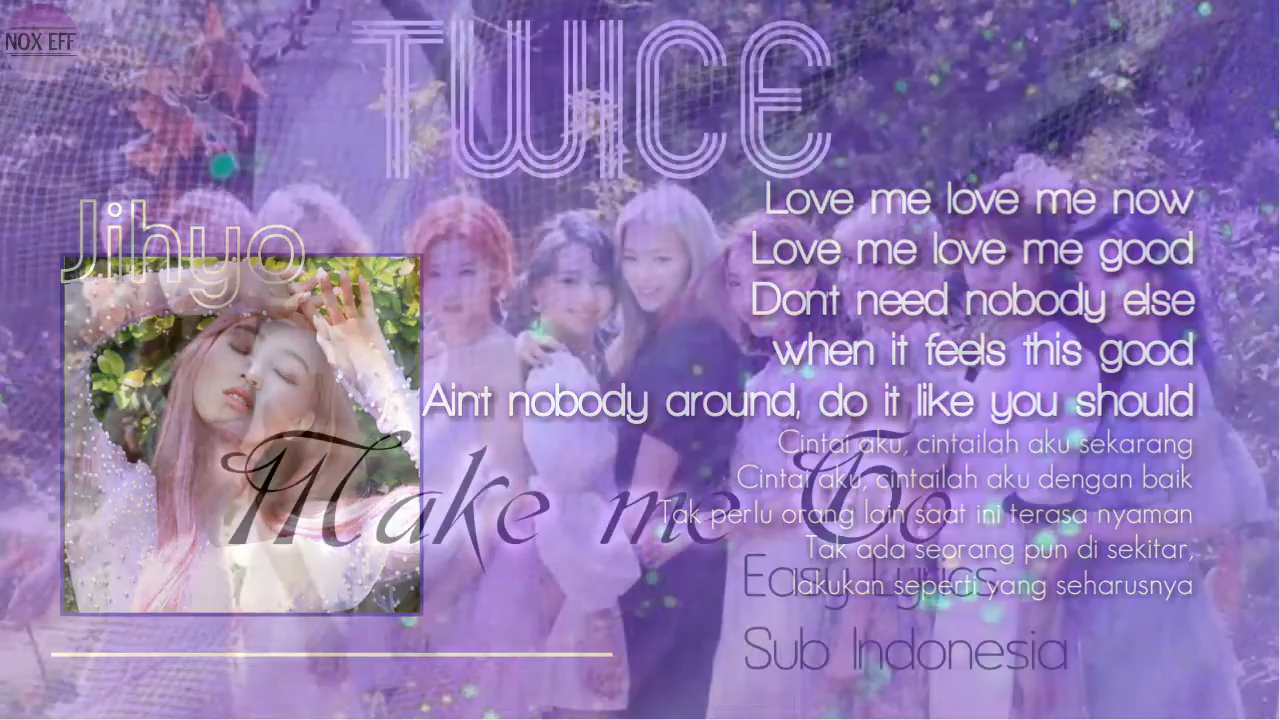 NOX EFF
TWICE
Jihyo
Love me love me now
Love me love me good
Dont need nobody else
when it feels this good
Aint nobody around, do it like you should
Cintai aku, cintailah aku sekarang
Cintai aku, cintailah aku dengan baik
Tak perlu orang lain saat ini terasa nyaman
Tak ada seorang pun di sekitar,
lakukan seperti yang seharusnya
Make me Go
Easy Lyrics
Sub Indonesia